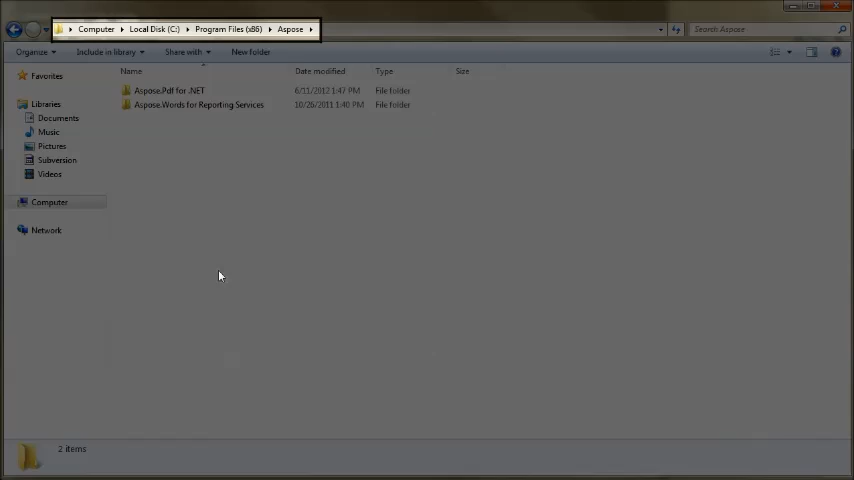 Computer Local Disk (C:) Program Files (x86) Aspose
Search Aspose
Organize Include in library Share with New folder
Name Date modified Type Size
Favorites
Aspose.Pdf for .NET 6/11/2012 1:47 PM File folder
Libraries
Aspose.Words for Reporting Services 10/26/2011 1:40 PM File folder
Documents
Music
Pictures
Subversion
Videos
Computer
Network
2 items